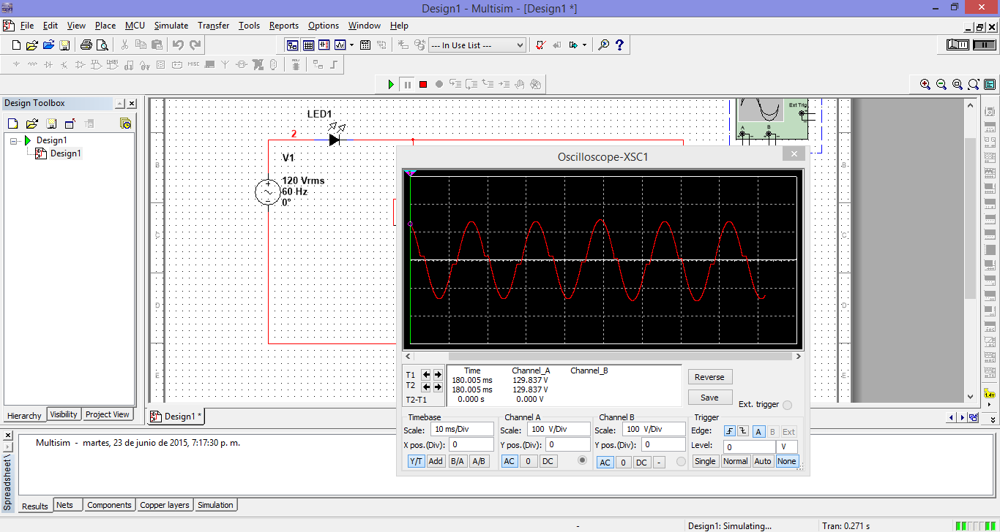 Design1 - Multisim - [Design1 *]
File Edit View Place MCU Simulate Transfer Tools Reports Options Window Help
--- In Use List ---
MISC
Design Toolbox
Design1
Design1
Hierarchy Visibility Project View
LED1
2
V1
120 Vrms
60 Hz
0°
B
C
D
E
B
C
D
E
Ext Trig
A B
Oscilloscope-XSC1
Time Channel_A Channel_B
T1 180.005 ms 129.837 V
T2 180.005 ms 129.837 V
T2-T1 0.000 s 0.000 V
Reverse
Save
Ext. trigger
Timebase Channel A Channel B Trigger
Scale: 10 ms/Div Scale: 100 V/Div Scale: 100 V/Div Edge: A B Ext
X pos.(Div): 0 Y pos.(Div): 0 Y pos.(Div): 0 Level: 0 V
Y/T Add B/A A/B AC 0 DC AC 0 DC - Single Normal Auto None
Design1 *
1.4v
Spreadsheet \
Multisim - martes, 23 de junio de 2015, 7:17:30 p. m.
Results Nets Components Copper layers Simulation
- Design1: Simulating... Tran: 0.271 s